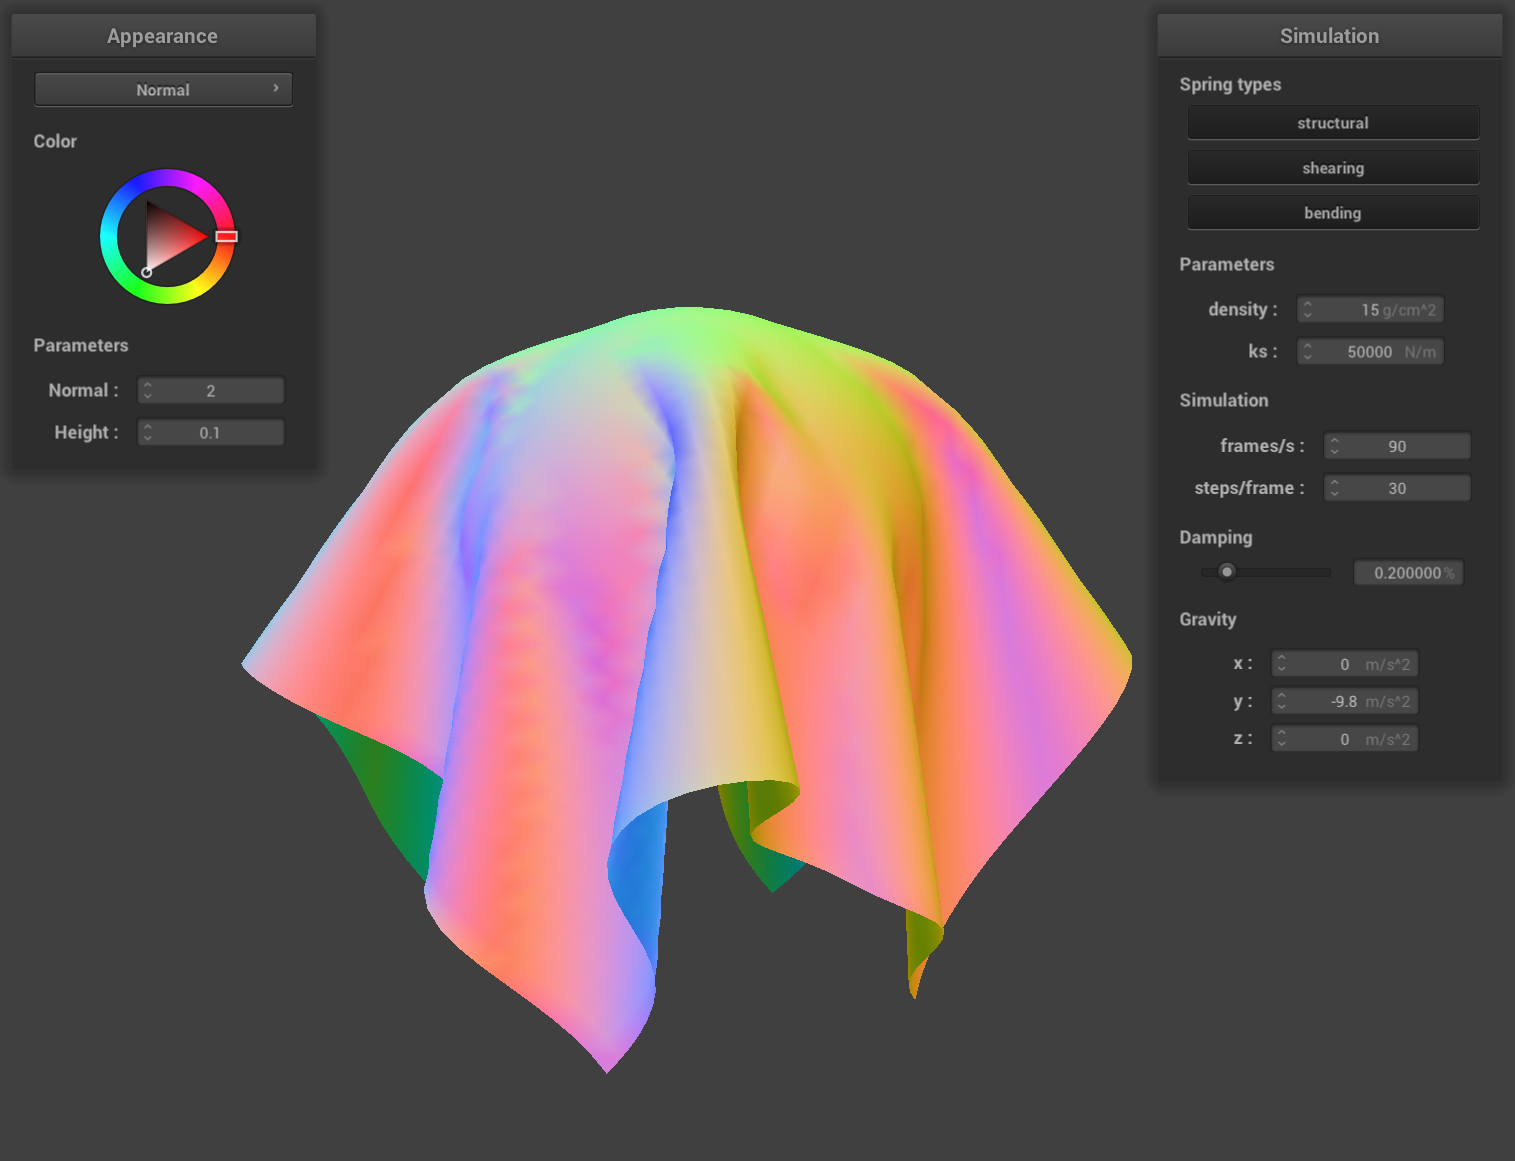 Appearance
Normal ›
Color
Parameters
Normal : 2
Height : 0.1
Simulation
Spring types
structural
shearing
bending
Parameters
density : 15 g/cm^2
ks : 50000 N/m
Simulation
frames/s : 90
steps/frame : 30
Damping
0.200000 %
Gravity
x : 0 m/s^2
y : -9.8 m/s^2
z : 0 m/s^2